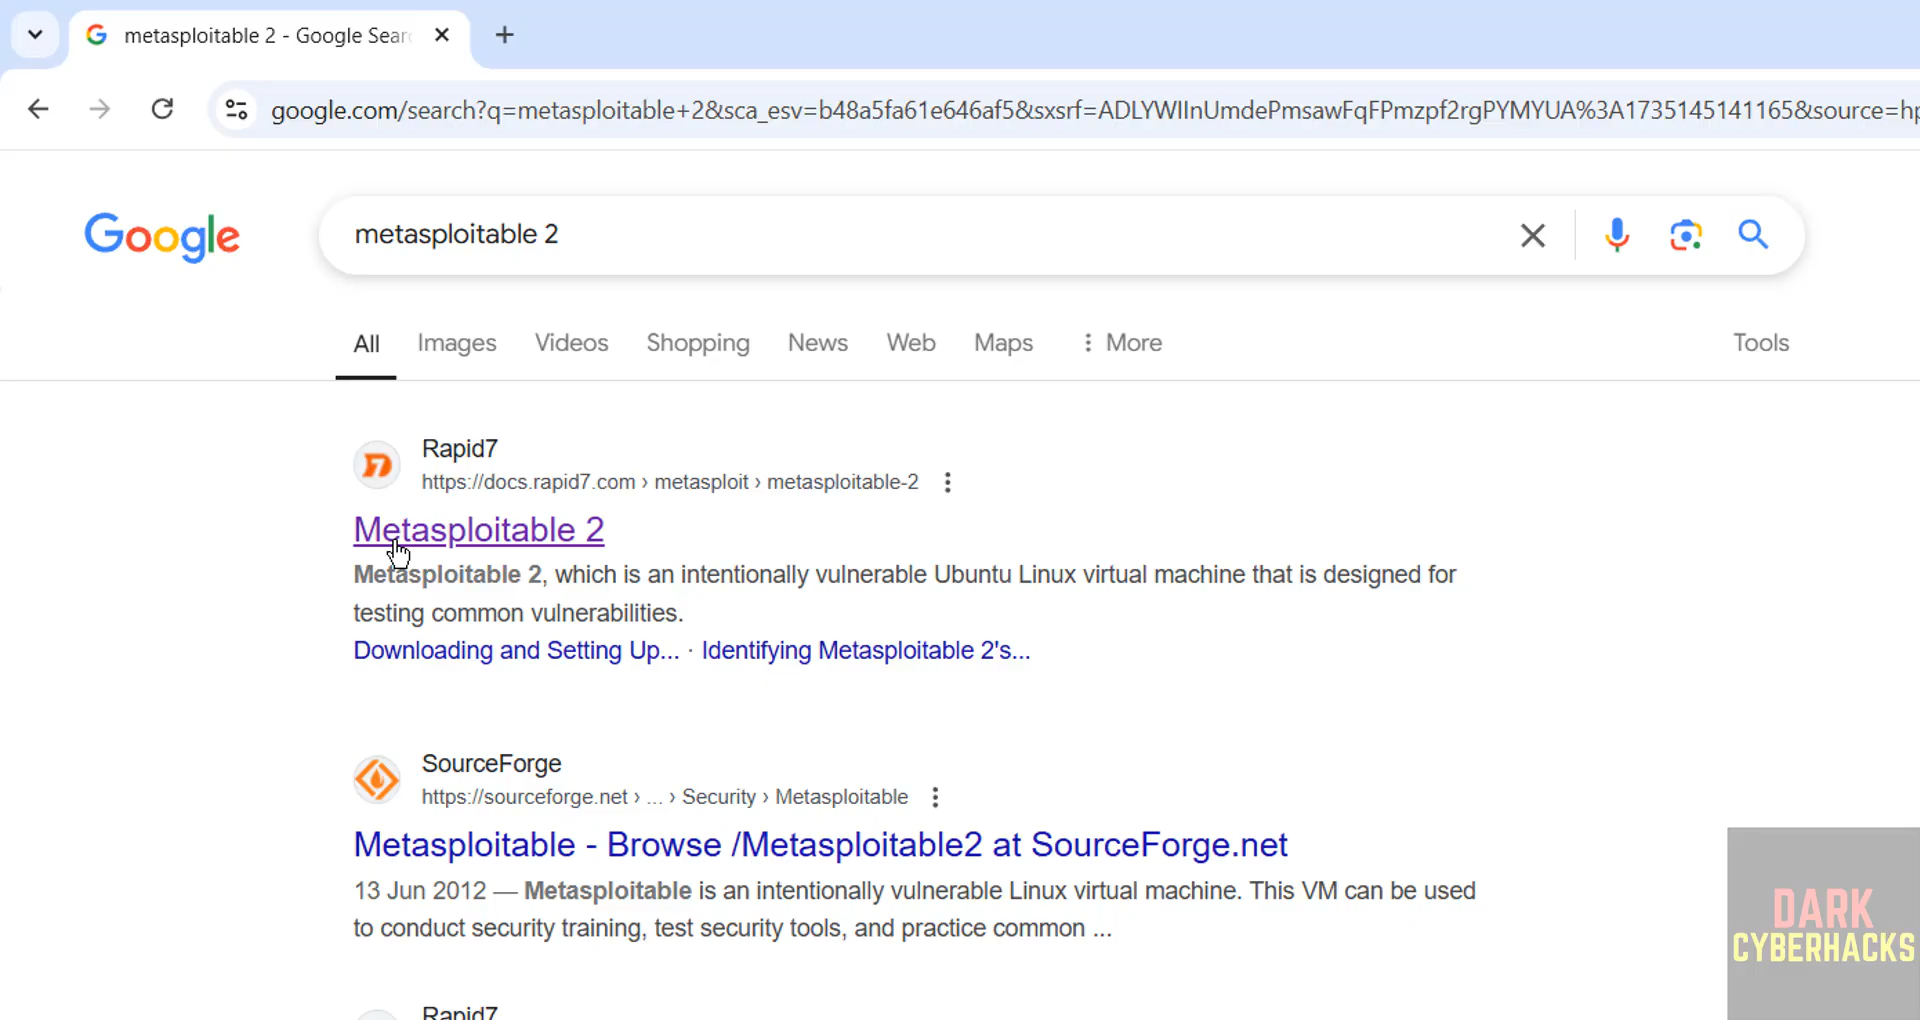 metasploitable 2 - Google Sear
google.com/search?q=metasploitable+2&sca_esv=b48a5fa61e646af5&sxsrf=ADLYWIInUmdePmsawFqFPmzpf2rgPYMYUA%3A1735145141165&source=hp
Google
metasploitable 2
All Images Videos Shopping News Web Maps More Tools
Rapid7
https://docs.rapid7.com › metasploit › metasploitable-2
Metasploitable 2
Metasploitable 2, which is an intentionally vulnerable Ubuntu Linux virtual machine that is designed for
testing common vulnerabilities.
Downloading and Setting Up... · Identifying Metasploitable 2's...
SourceForge
https://sourceforge.net › ... › Security › Metasploitable
Metasploitable - Browse /Metasploitable2 at SourceForge.net
13 Jun 2012 — Metasploitable is an intentionally vulnerable Linux virtual machine. This VM can be used
to conduct security training, test security tools, and practice common ...
DARK
CYBERHACKS
Rapid7